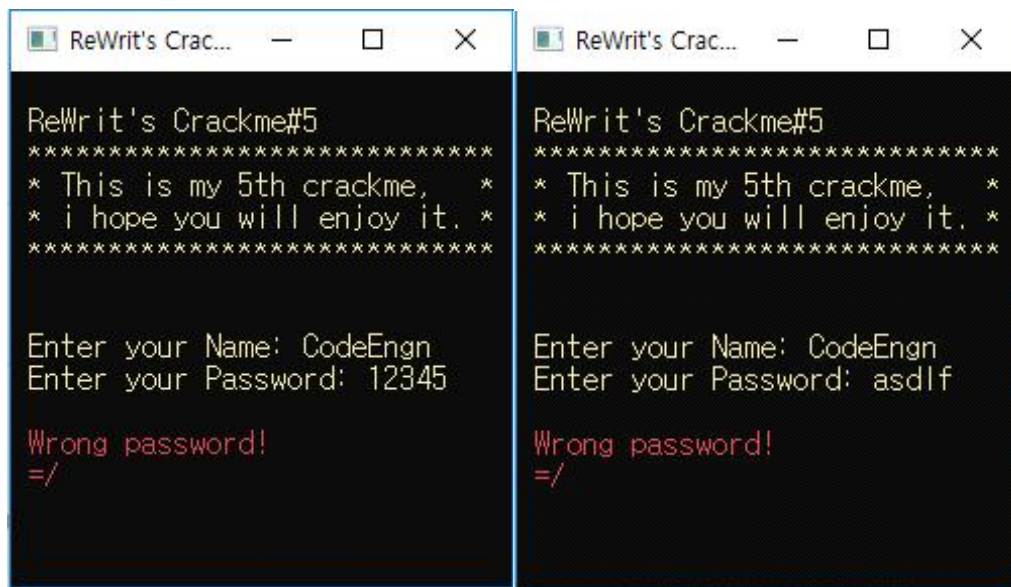 ReWrit's Crac...
ReWrit's Crackme#5
*****************************
* This is my 5th crackme,   *
* i hope you will enjoy it. *
*****************************
Enter your Name: CodeEngn
Enter your Password: 12345
Wrong password!
=/
ReWrit's Crac...
ReWrit's Crackme#5
*****************************
* This is my 5th crackme,   *
* i hope you will enjoy it. *
*****************************
Enter your Name: CodeEngn
Enter your Password: asdlf
Wrong password!
=/